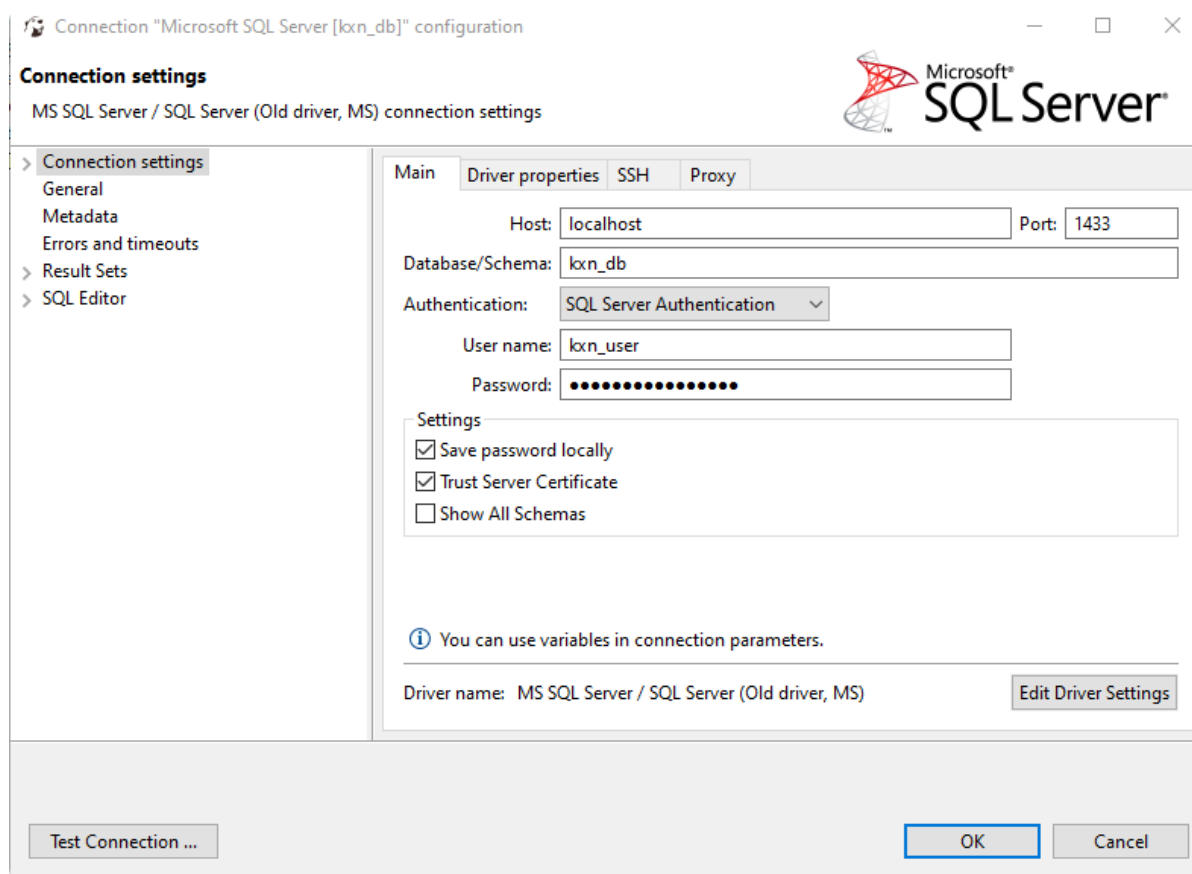 Connection "Microsoft SQL Server [kxn_db]" configuration
Connection settings
MS SQL Server / SQL Server (Old driver, MS) connection settings
Microsoft®
SQL Server®
Connection settings
General
Metadata
Errors and timeouts
Result Sets
SQL Editor
Main Driver properties SSH Proxy
Host: localhost Port: 1433
Database/Schema: kxn_db
Authentication: SQL Server Authentication
User name: kxn_user
Password: ••••••••••••••••
Settings
Save password locally
Trust Server Certificate
Show All Schemas
You can use variables in connection parameters.
Driver name: MS SQL Server / SQL Server (Old driver, MS) Edit Driver Settings
Test Connection ... OK Cancel